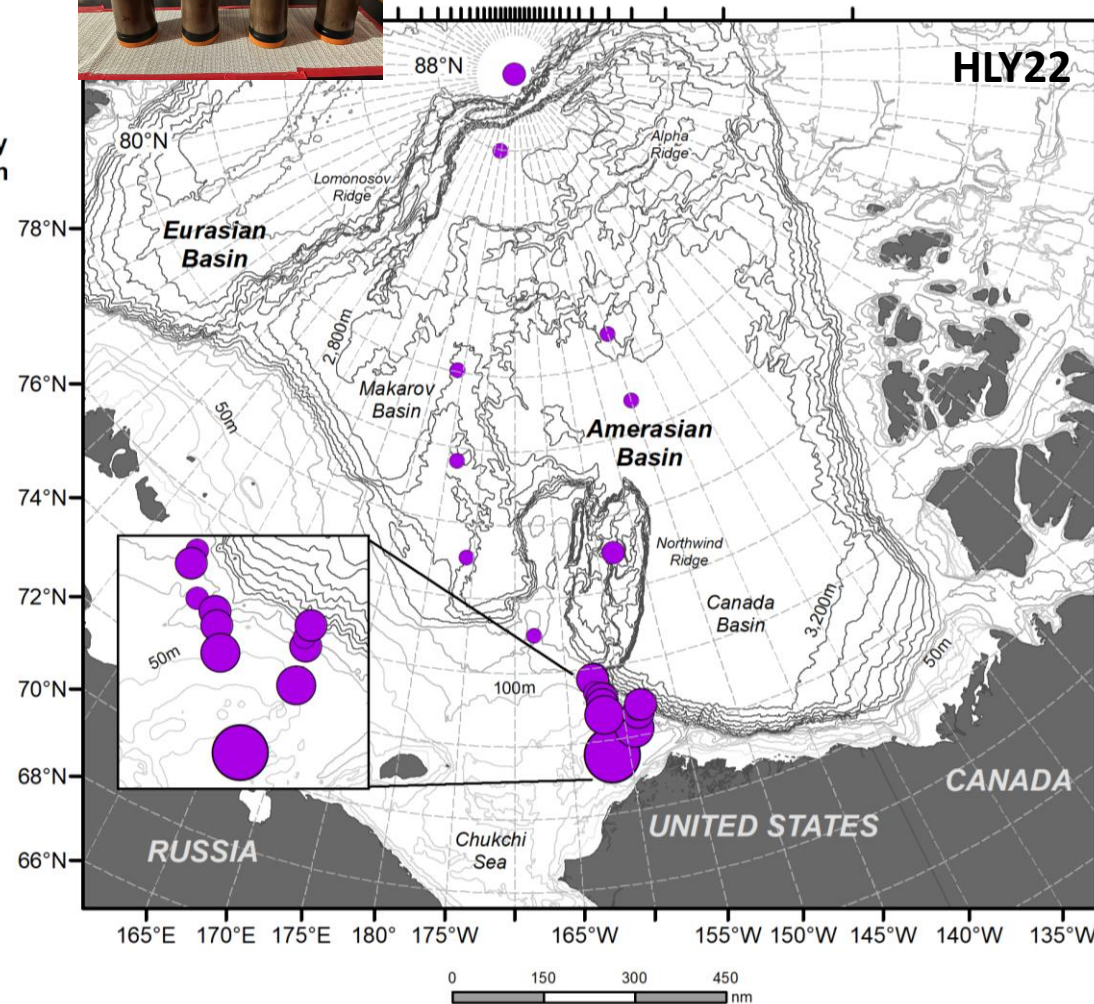 HLY22
88°N
80°N
y
n
Alpha
Ridge
Lomonosov
Ridge
Eurasian
Basin
78°N
2,800m
76°N
Makarov
Basin
50m
Amerasian
Basin
74°N
Northwind
Ridge
72°N
Canada
Basin
3,200m
50m
50m
100m
70°N
68°N
CANADA
UNITED STATES
RUSSIA
Chukchi
Sea
66°N
165°E 170°E 175°E 180° 175°W 165°W 155°W 150°W 145°W 140°W 135°W
0 150 300 450
nm